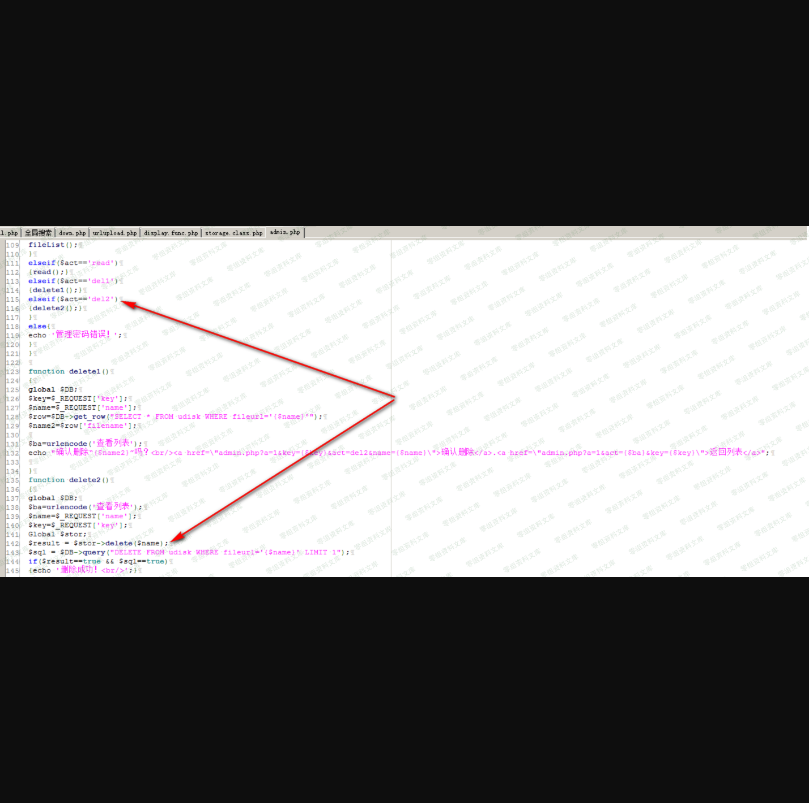 1.php 全局搜索 down.php urlupload.php display.func.php storage.class.php admin.php
109 fileList();
110 }
111 elseif($act=='read')
112 {read();}
113 elseif($act=='del1')
114 {delete1();}
115 elseif($act=='del2')
116 {delete2();}
117 }
118 else{
119 echo '管理密码错误！';
120 }
121 }
122
123 function delete1()
124 {
125 global $DB;
126 $key=$_REQUEST['key'];
127 $name=$_REQUEST['name'];
128 $row=$DB->get_row("SELECT * FROM udisk WHERE fileurl='{$name}'");
129 $name2=$row['filename'];
130
131 $ba=urlencode('查看列表');
132 echo "确认删除"{$name2}"吗？<br/><a href=\"admin.php?a=1&key={$key}&act=del2&name={$name}\">确认删除</a>.<a href=\"admin.php?a=1&act={$ba}&key={$key}\">返回列表</a>";
133
134 }
135 function delete2()
136 {
137 global $DB;
138 $ba=urlencode('查看列表');
139 $name=$_REQUEST['name'];
140 $key=$_REQUEST['key'];
141 Global $stor;
142 $result = $stor->delete($name);
143 $sql = $DB->query("DELETE FROM udisk WHERE fileurl='{$name}' LIMIT 1");
144 if($result==true && $sql==true)
145 {echo '删除成功！<br/>';}